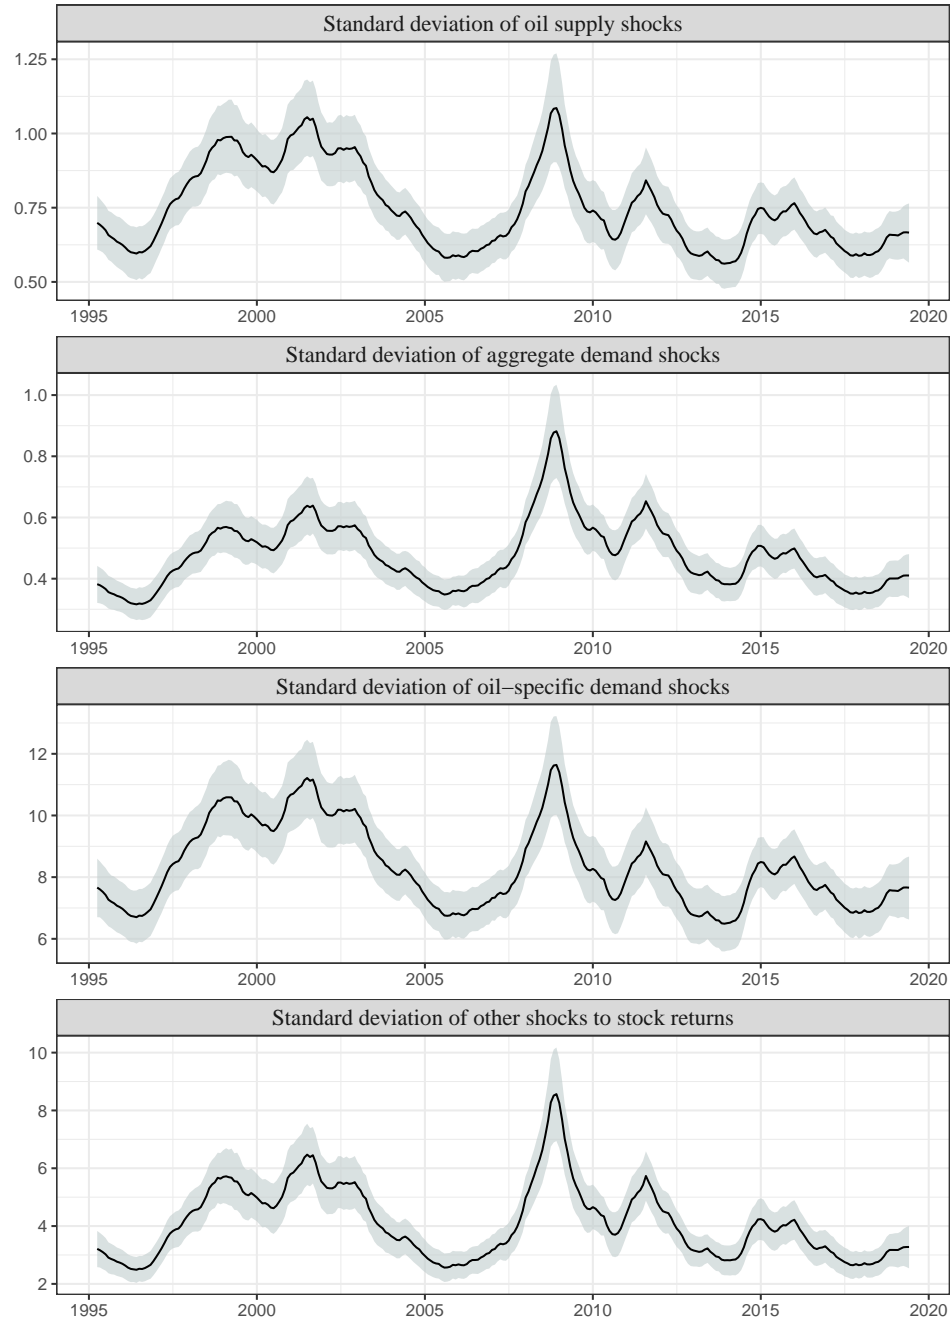 Standard deviation of oil supply shocks
1.25
1.00
0.75
0.50
1995 2000 2005 2010 2015 2020
Standard deviation of aggregate demand shocks
1.0
0.8
0.6
0.4
1995 2000 2005 2010 2015 2020
Standard deviation of oil−specific demand shocks
12
10
8
6
1995 2000 2005 2010 2015 2020
Standard deviation of other shocks to stock returns
10
8
6
4
2
1995 2000 2005 2010 2015 2020